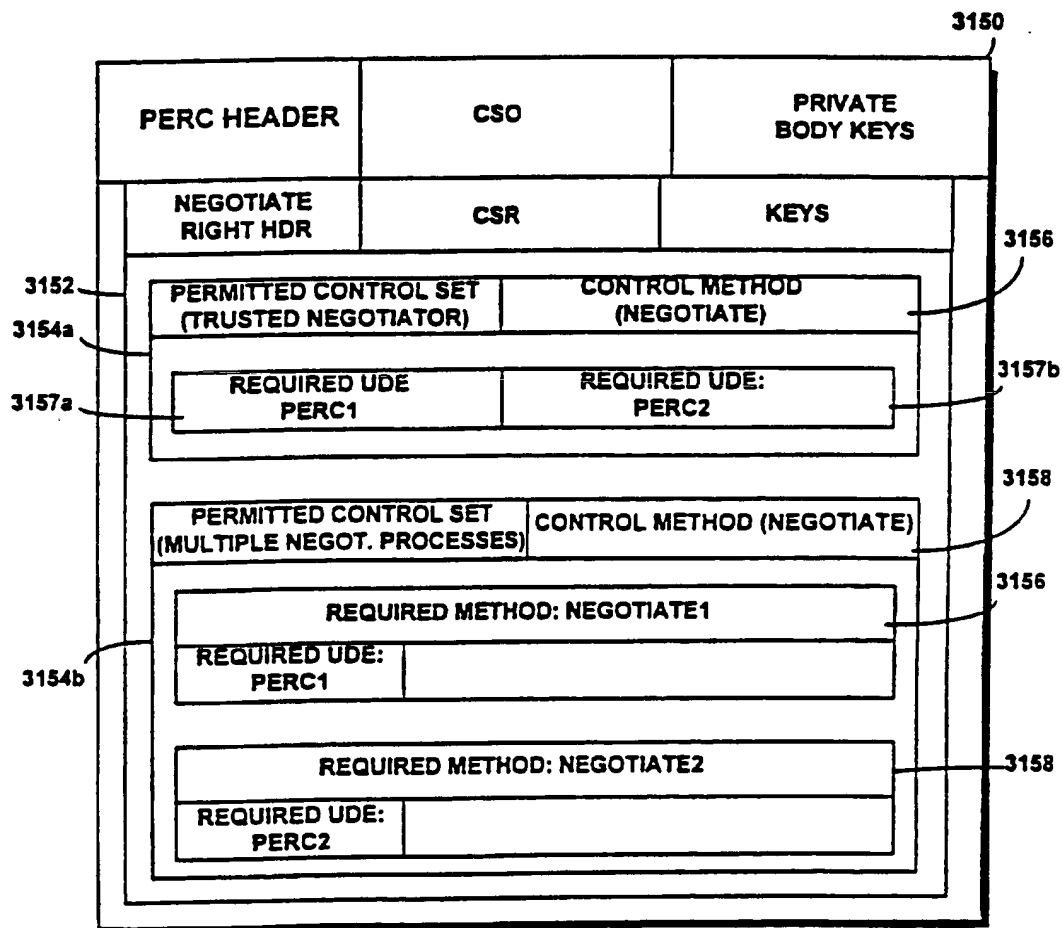 3150
PERC HEADER
CSO
PRIVATE
BODY KEYS
NEGOTIATE
RIGHT HDR
CSR
KEYS
3156
3152
PERMITTED CONTROL SET
(TRUSTED NEGOTIATOR)
CONTROL METHOD
(NEGOTIATE)
3154a
REQUIRED UDE
PERC1
REQUIRED UDE:
PERC2
3157b
3157a
3158
PERMITTED CONTROL SET
(MULTIPLE NEGOT. PROCESSES)
CONTROL METHOD (NEGOTIATE)
3156
REQUIRED METHOD: NEGOTIATE1
REQUIRED UDE:
PERC1
3154b
REQUIRED METHOD: NEGOTIATE2
3158
REQUIRED UDE:
PERC2